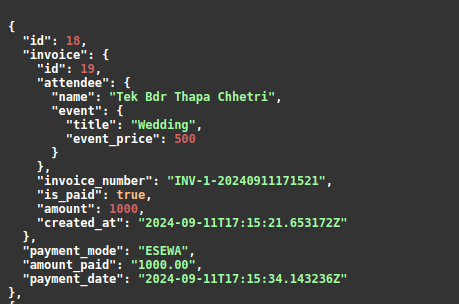 {
  "id": 18,
  "invoice": {
    "id": 19,
    "attendee": {
      "name": "Tek Bdr Thapa Chhetri",
      "event": {
        "title": "Wedding",
        "event_price": 500
      }
    },
    "invoice_number": "INV-1-20240911171521",
    "is_paid": true,
    "amount": 1000,
    "created_at": "2024-09-11T17:15:21.653172Z"
  },
  "payment_mode": "ESEWA",
  "amount_paid": "1000.00",
  "payment_date": "2024-09-11T17:15:34.143236Z"
},
{